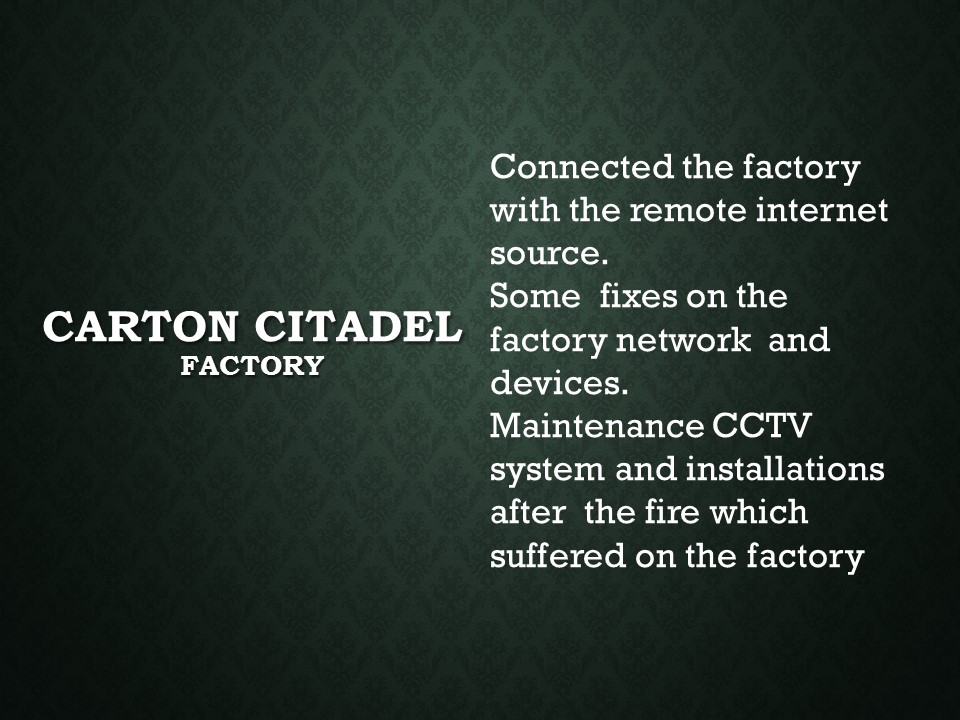 CARTON CITADEL
FACTORY
Connected the factory
with the remote internet
source.
Some  fixes on the
factory network  and
devices.
Maintenance CCTV
system and installations
after  the fire which
suffered on the factory